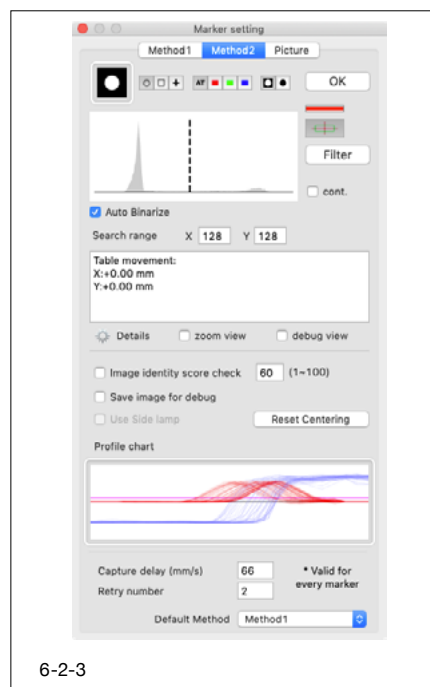 Marker setting
Method1 Method2 Picture
AT OK
Filter
cont.
Auto Binarize
Search range X 128 Y 128
Table movement:
X:+0.00 mm
Y:+0.00 mm
Details zoom view debug view
Image identity score check 60 (1~100)
Save image for debug
Use Side lamp Reset Centering
Profile chart
Capture delay (mm/s) 66 * Valid for
Retry number 2 every marker
Default Method Method1
6-2-3